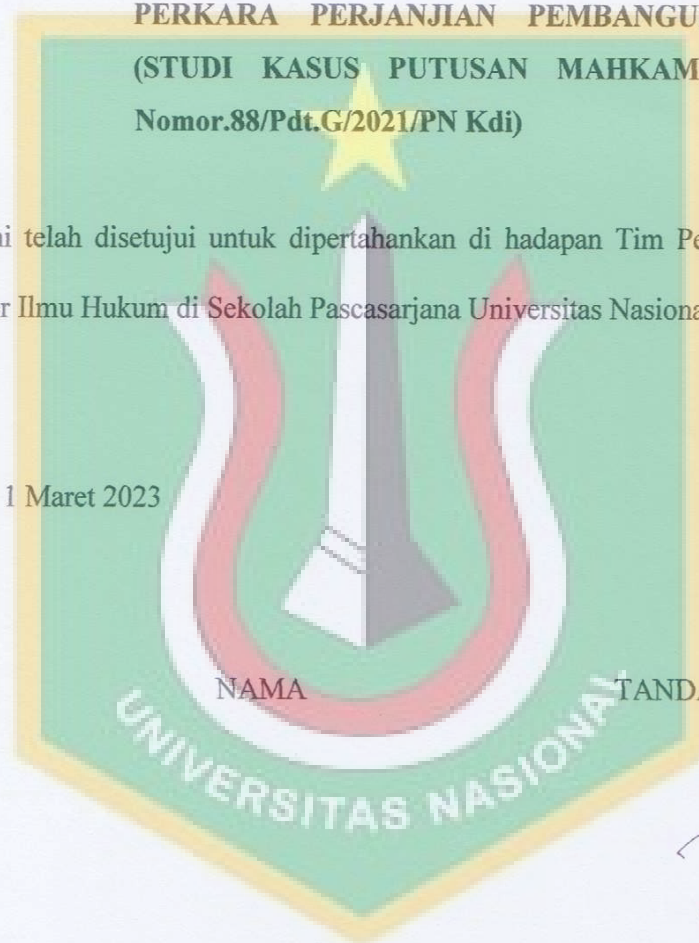 PERKARA PERJANJIAN PEMBANGU
(STUDI KASUS PUTUSAN MAHKAM
Nomor.88/Pdt.G/2021/PN Kdi)
ni telah disetujui untuk dipertahankan di hadapan Tim Pe
r Ilmu Hukum di Sekolah Pascasarjana Universitas Nasiona
1 Maret 2023
NAMA TANDA
UNIVERSITAS NASIONAL